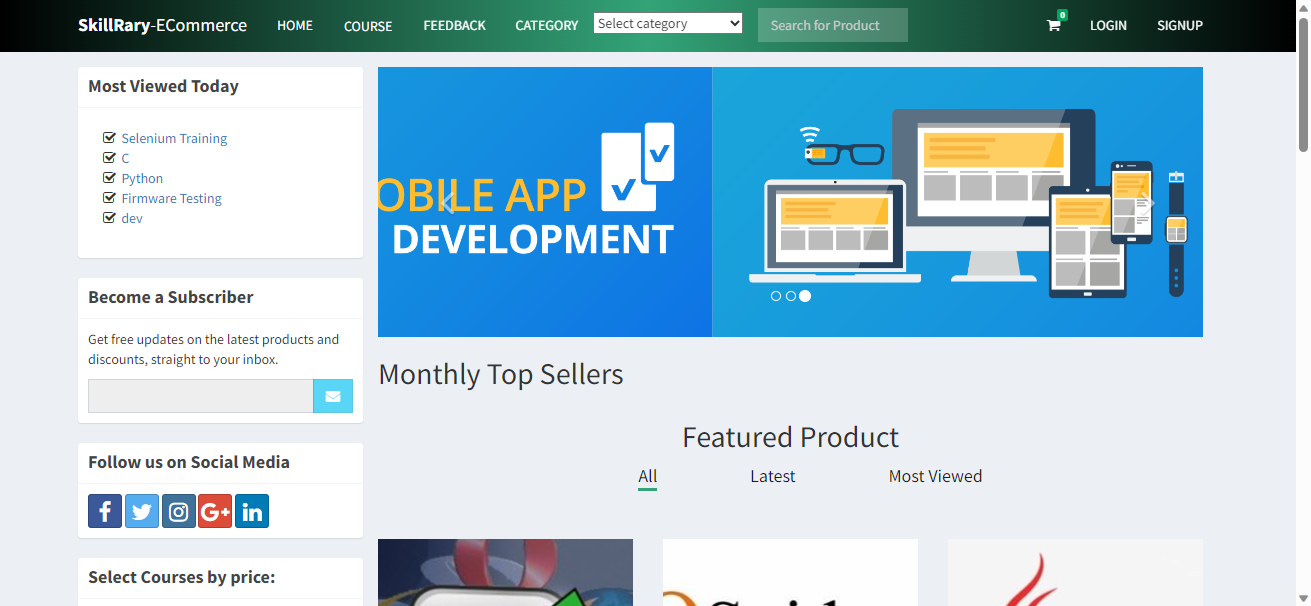 SkillRary-ECommerce HOME COURSE FEEDBACK CATEGORY Select category Search for Product 0 LOGIN SIGNUP
Most Viewed Today
Selenium Training
C
Python
Firmware Testing
dev
Become a Subscriber
Get free updates on the latest products and
discounts, straight to your inbox.
Follow us on Social Media
f G+ in
Select Courses by price:
OBILE APP
DEVELOPMENT
Monthly Top Sellers
Featured Product
All Latest Most Viewed